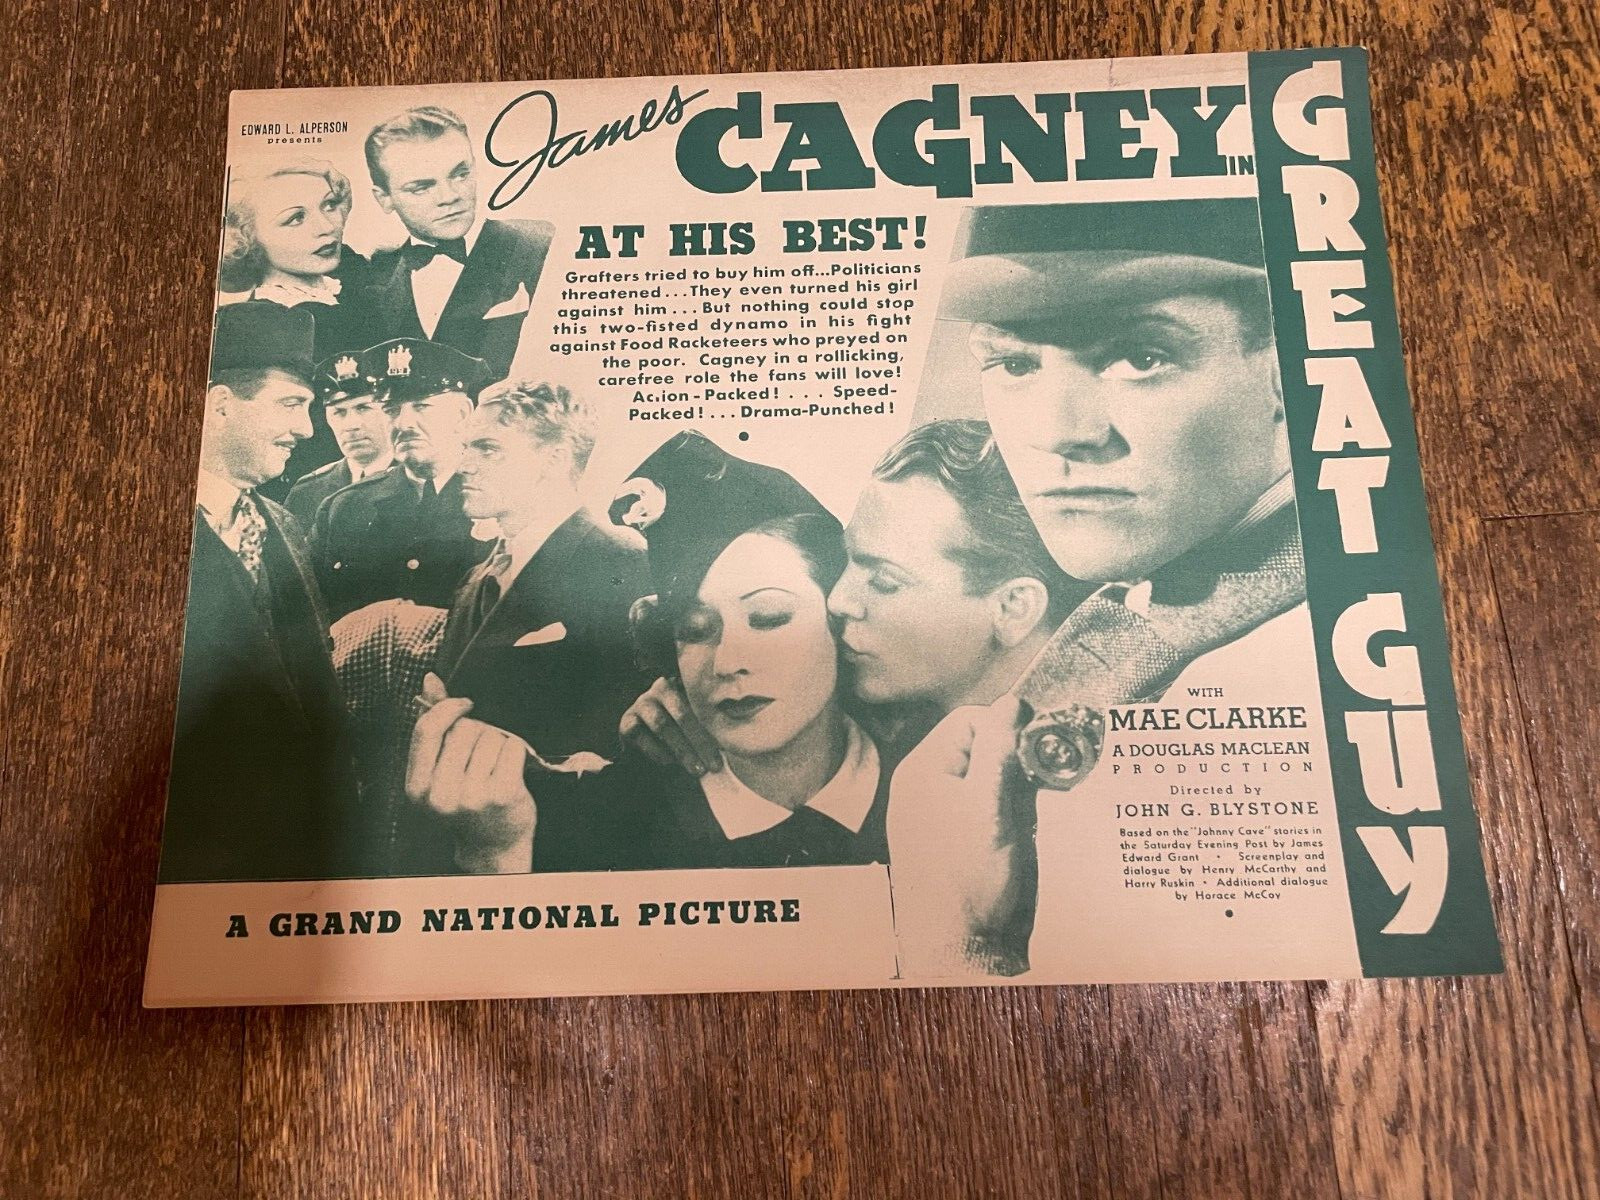 EDWARD L. ALPERSON
presents
James CAGNEY IN
GREAT GUY
AT HIS BEST!
Grafters tried to buy him off...Politicians
threatened...They even turned his girl
against him...But nothing could stop
this two-fisted dynamo in his fight
against Food Racketeers who preyed on
the poor. Cagney in a rollicking,
carefree role the fans will love!
Ac.ion-Packed! ... Speed-
Packed! ... Drama-Punched!
WITH
MAE CLARKE
A DOUGLAS MACLEAN
PRODUCTION
Directed by
JOHN G. BLYSTONE
Based on the "Johnny Cave" stories in
the Saturday Evening Post by James
Edward Grant • Screenplay and
dialogue by Henry McCarthy and
Harry Ruskin • Additional dialogue
by Horace McCoy
A GRAND NATIONAL PICTURE